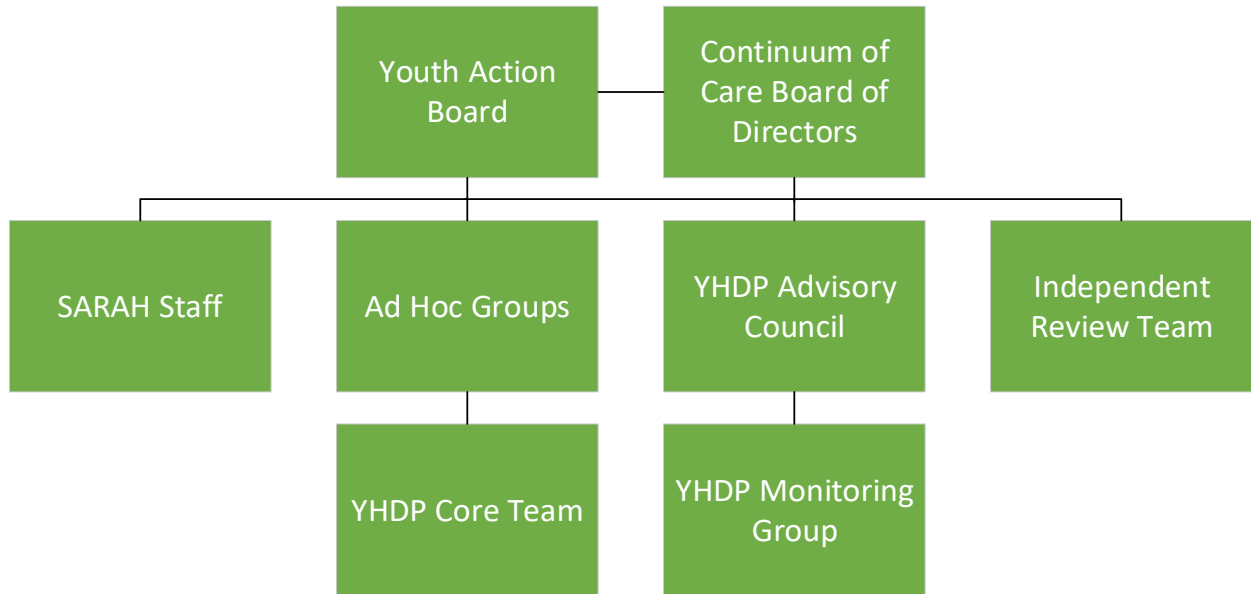 Youth Action
Board
Continuum of
Care Board of
Directors
SARAH Staff
Ad Hoc Groups
YHDP Advisory
Council
Independent
Review Team
YHDP Core Team
YHDP Monitoring
Group